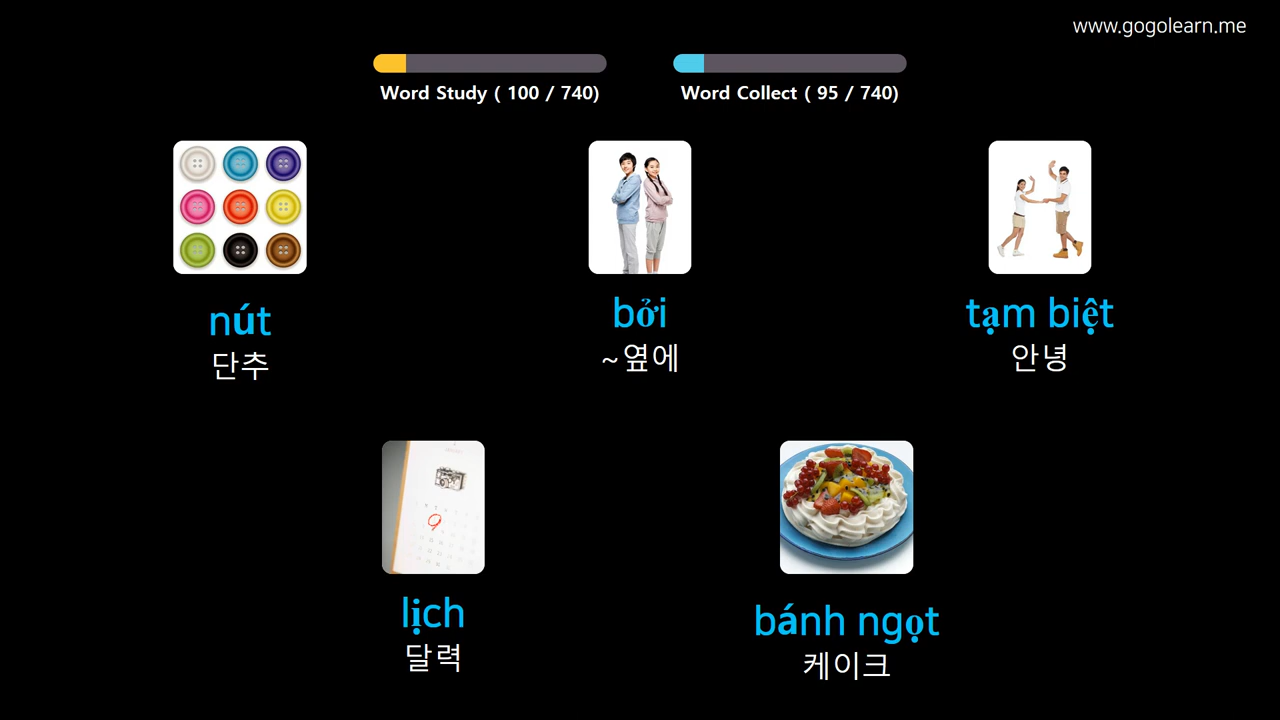 www.gogolearn.me
Word Study ( 100 / 740)
Word Collect ( 95 / 740)
nút
단추
bởi
~옆에
tạm biệt
안녕
9
lịch
달력
bánh ngọt
케이크